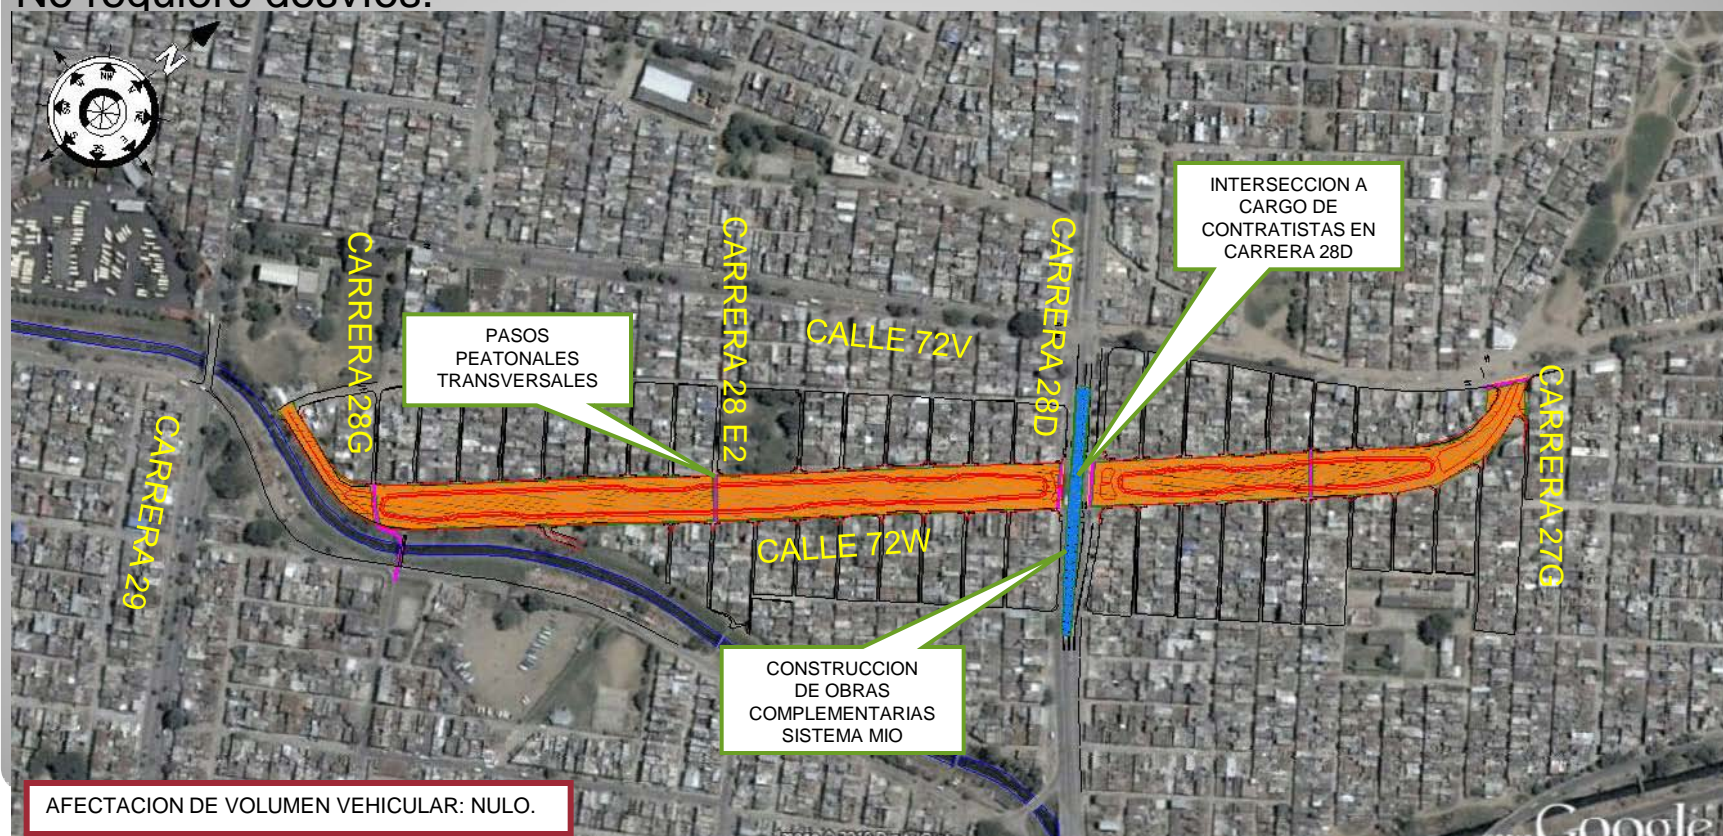 No requiere desvíos.
N
INTERSECCION A
CARGO DE
CONTRATISTAS EN
CARRERA 28D
CARRERA 28G
CARRERA 28 E2
CARRERA 28D
PASOS
PEATONALES
TRANSVERSALES
CALLE 72V
CARRERA 29
CARRERA 27G
CALLE 72W
CONSTRUCCION
DE OBRAS
COMPLEMENTARIAS
SISTEMA MIO
AFECTACION DE VOLUMEN VEHICULAR: NULO.
Google